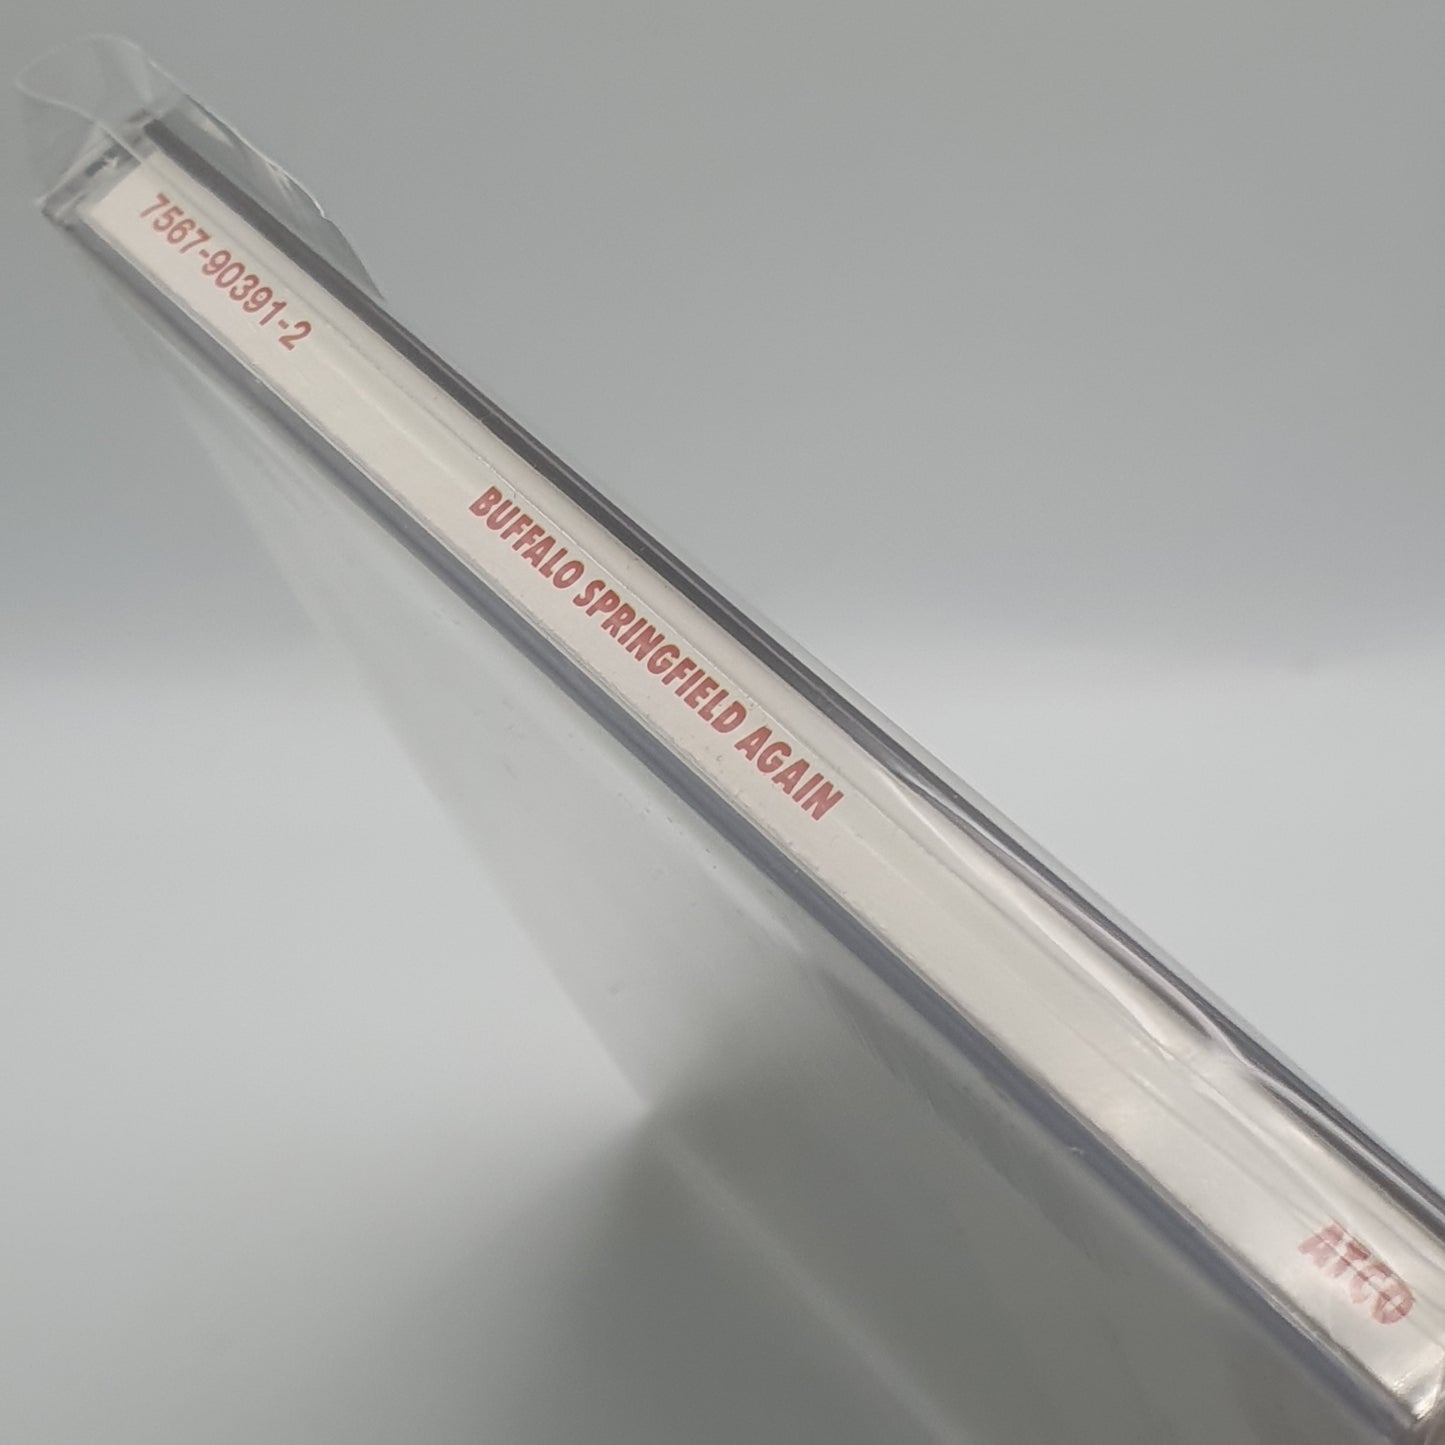 7567-90391-2
BUFFALO SPRINGFIELD AGAIN
ATCO